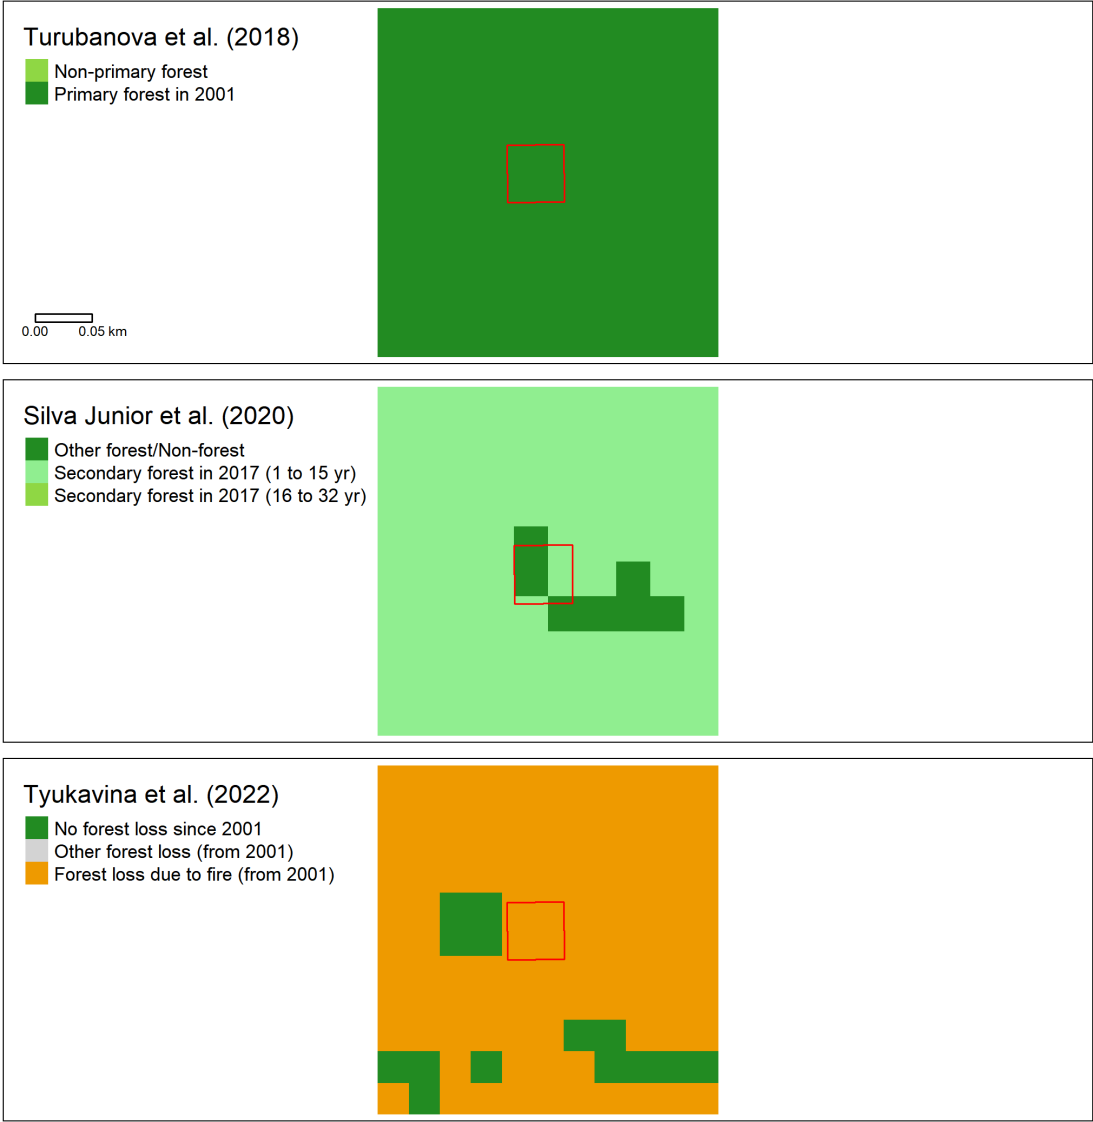 Turubanova et al. (2018)
Non-primary forest
Primary forest in 2001
0.00 0.05 km
Silva Junior et al. (2020)
Other forest/Non-forest
Secondary forest in 2017 (1 to 15 yr)
Secondary forest in 2017 (16 to 32 yr)
Tyukavina et al. (2022)
No forest loss since 2001
Other forest loss (from 2001)
Forest loss due to fire (from 2001)